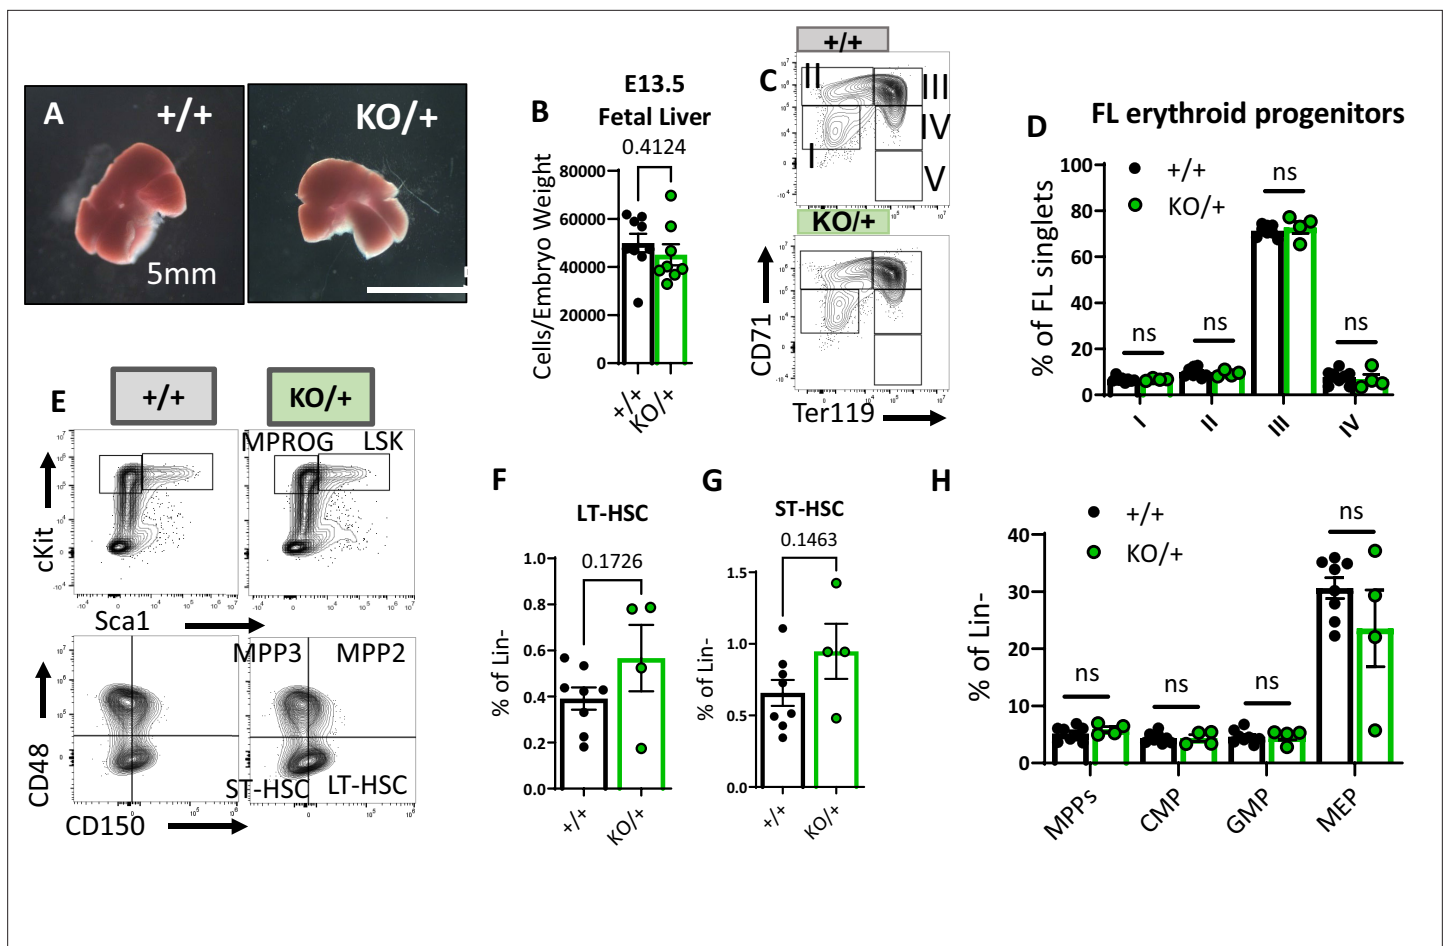 A
+/+
KO/+
5mm
B
E13.5
Fetal Liver
0.4124
Cells/Embryo Weight
80000
60000
40000
20000
0
+/+
KO/+
C
+/+
II
III
IV
I
V
KO/+
CD71
Ter119
D
FL erythroid progenitors
+/+
KO/+
% of FL singlets
100
80
60
40
20
0
ns
ns
ns
ns
I
II
III
IV
E
+/+
KO/+
MPROG
LSK
cKit
Sca1
MPP3
MPP2
ST-HSC
LT-HSC
CD48
CD150
F
LT-HSC
0.1726
% of Lin-
1.0
0.8
0.6
0.4
0.2
0.0
+/+
KO/+
G
ST-HSC
0.1463
% of Lin-
1.5
1.0
0.5
0.0
+/+
KO/+
H
+/+
KO/+
% of Lin-
40
30
20
10
0
ns
ns
ns
ns
MPPs
CMP
GMP
MEP